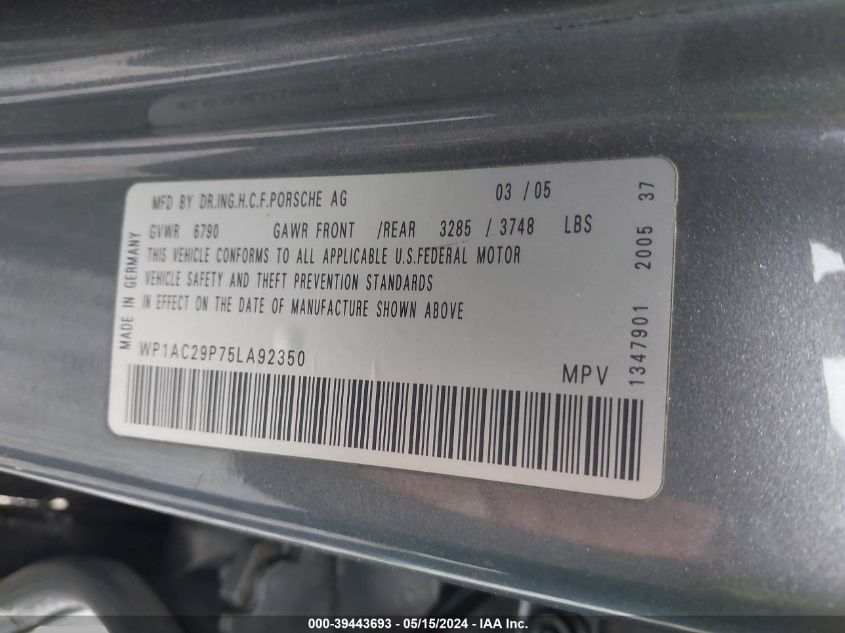 MFD BY DR.ING.H.C.F.PORSCHE AG 03 / 05
GVWR 6790 GAWR FRONT /REAR 3285 / 3748 LBS
THIS VEHICLE CONFORMS TO ALL APPLICABLE U.S.FEDERAL MOTOR
VEHICLE SAFETY AND THEFT PREVENTION STANDARDS
IN EFFECT ON THE DATE OF MANUFACTURE SHOWN ABOVE
WP1AC29P75LA92350
MPV
MADE IN GERMANY
1347901 2005 37
000-39443693 - 05/15/2024 - IAA Inc.